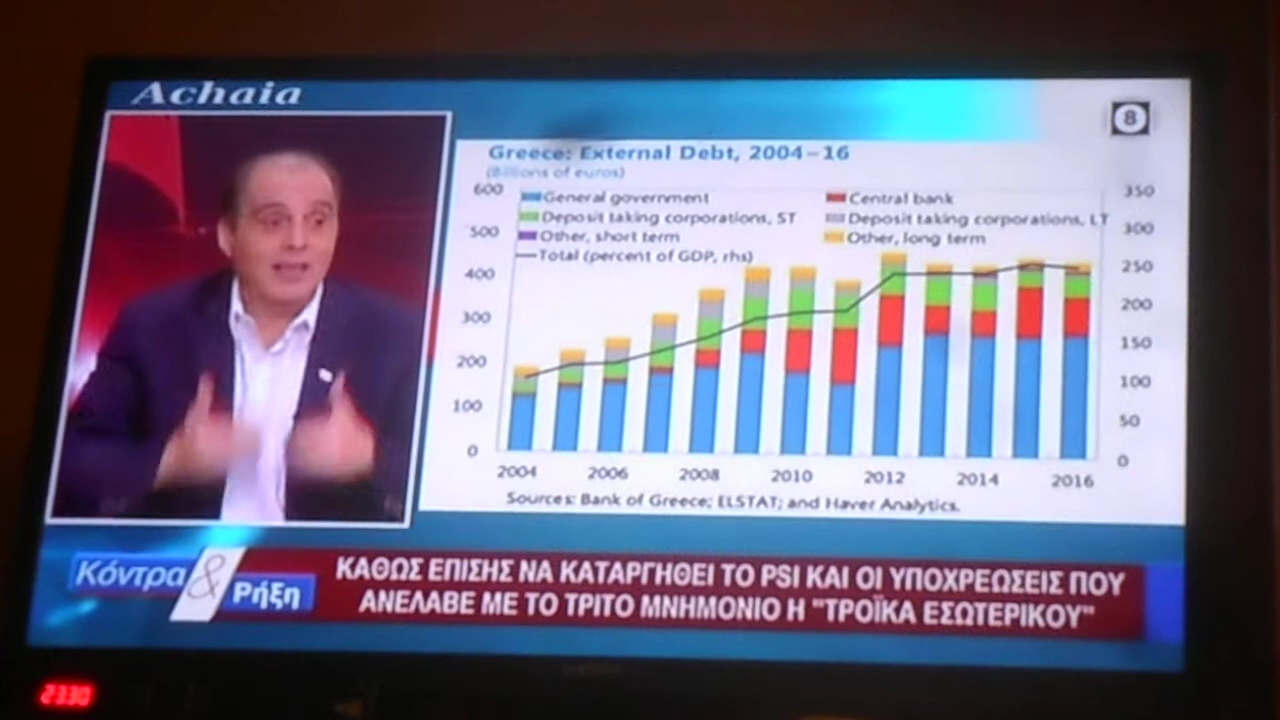 Achaia
8
Greece: External Debt, 2004–16
(Billions of euros)
600
500
400
300
200
100
0
350
300
250
200
150
100
50
0
General government
Central bank
Deposit taking corporations, ST
Deposit taking corporations, LT
Other, short term
Other, long term
Total (percent of GDP, rhs)
2004 2006 2008 2010 2012 2014 2016
Sources: Bank of Greece; ELSTAT; and Haver Analytics.
Κόντρα & Ρήξη
ΚΑΘΩΣ ΕΠΙΣΗΣ ΝΑ ΚΑΤΑΡΓΗΘΕΙ ΤΟ PSI ΚΑΙ ΟΙ ΥΠΟΧΡΕΩΣΕΙΣ ΠΟΥ
ΑΝΕΛΑΒΕ ΜΕ ΤΟ ΤΡΙΤΟ ΜΝΗΜΟΝΙΟ Η "ΤΡΟΪΚΑ ΕΣΩΤΕΡΙΚΟΥ"
23:30